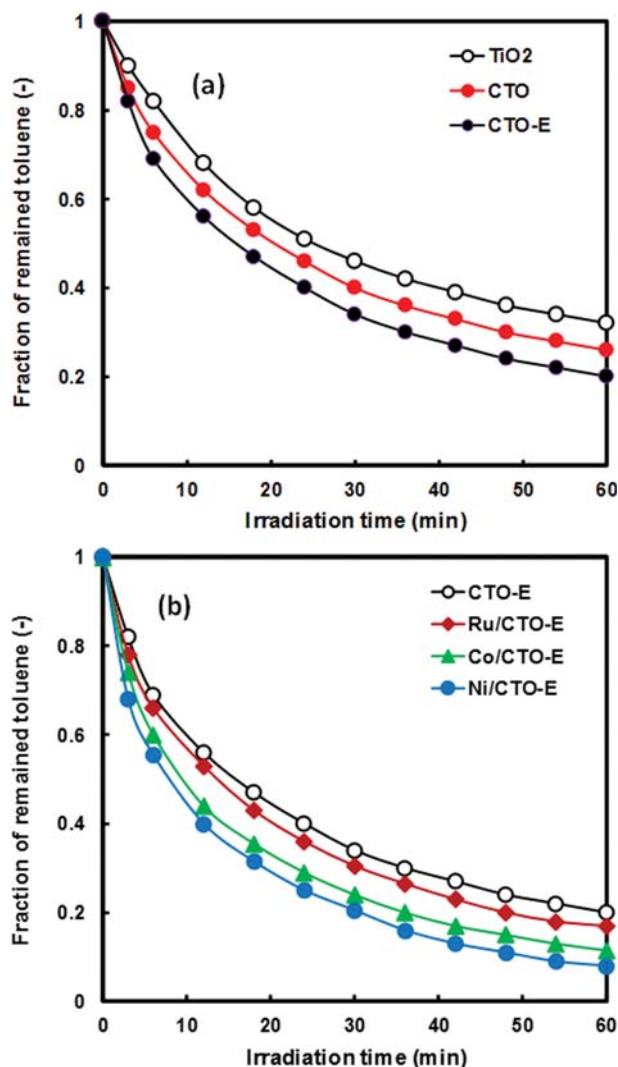 (a)
TiO2
CTO
CTO-E
Fraction of remained toluene (-)
1
0.8
0.6
0.4
0.2
0
0 10 20 30 40 50 60
Irradiation time (min)
(b)
CTO-E
Ru/CTO-E
Co/CTO-E
Ni/CTO-E
Fraction of remained toluene (-)
1
0.8
0.6
0.4
0.2
0
0 10 20 30 40 50 60
Irradiation time (min)